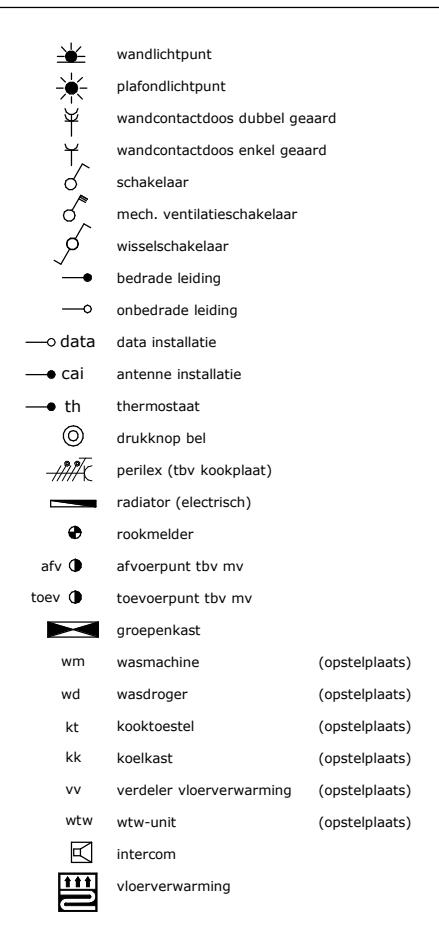 wandlichtpunt
plafondlichtpunt
wandcontactdoos dubbel geaard
wandcontactdoos enkel geaard
schakelaar
mech. ventilatieschakelaar
wisselschakelaar
bedrade leiding
onbedrade leiding
data data installatie
cai antenne installatie
th thermostaat
drukknop bel
perilex (tbv kookplaat)
radiator (electrisch)
rookmelder
afv afvoerpunt tbv mv
toev toevoerpunt tbv mv
groepenkast
wm wasmachine (opstelplaats)
wd wasdroger (opstelplaats)
kt kooktoestel (opstelplaats)
kk koelkast (opstelplaats)
vv verdeler vloerverwarming (opstelplaats)
wtw wtw-unit (opstelplaats)
intercom
vloerverwarming